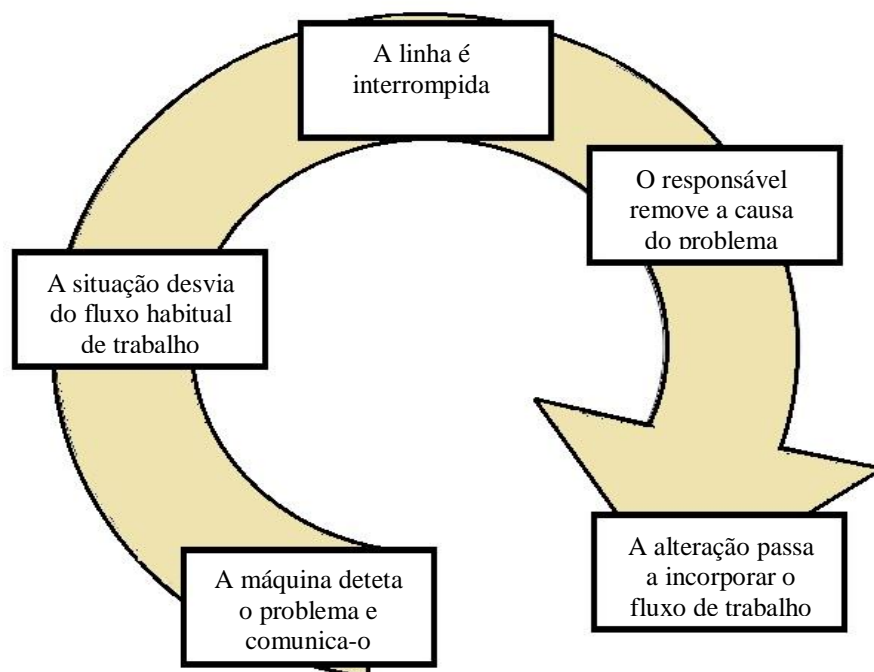 A máquina deteta
o problema e
comunica-o
A situação desvia
do fluxo habitual
de trabalho
A linha é
interrompida
O responsável
remove a causa
do problema
A alteração passa
a incorporar o
fluxo de trabalho